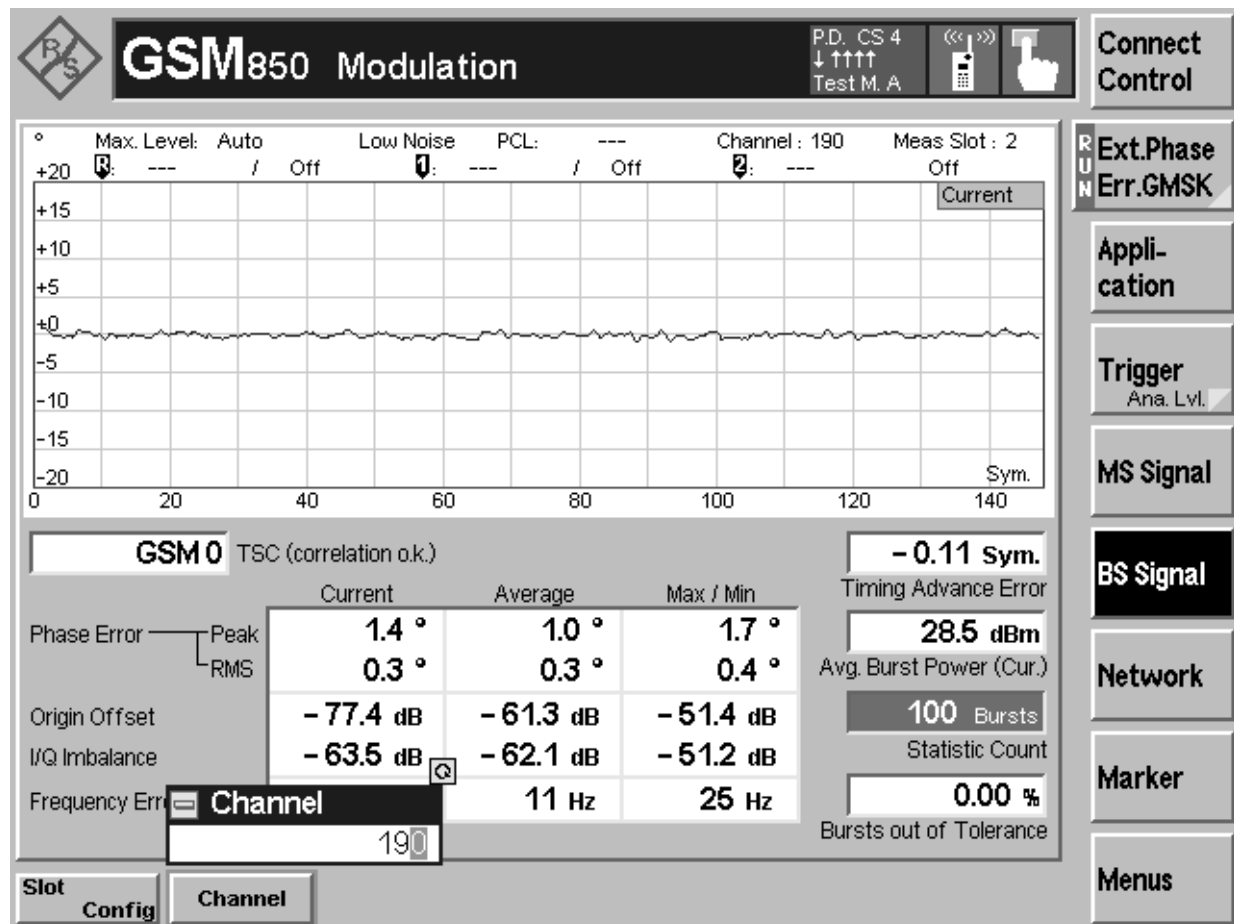 R&S GSM850 Modulation
P.D. CS 4
↓ ↑↑↑↑
Test M. A
Connect
Control
° Max. Level: Auto Low Noise PCL: --- Channel : 190 Meas Slot : 2
R: --- / Off 1: --- / Off 2: --- Off
Current
+20
+15
+10
+5
+0
-5
-10
-15
-20
Sym.
0 20 40 60 80 100 120 140
RUN
Ext.Phase
Err.GMSK
Appli-
cation
Trigger
Ana. Lvl.
MS Signal
BS Signal
Network
Marker
Menus
GSM 0 TSC (correlation o.k.)
Current Average Max / Min
Phase Error Peak 1.4 ° 1.0 ° 1.7 °
RMS 0.3 ° 0.3 ° 0.4 °
Origin Offset - 77.4 dB - 61.3 dB - 51.4 dB
I/Q Imbalance - 63.5 dB - 62.1 dB - 51.2 dB
Frequency Err 11 Hz 25 Hz
- 0.11 Sym.
Timing Advance Error
28.5 dBm
Avg. Burst Power (Cur.)
100 Bursts
Statistic Count
0.00 %
Bursts out of Tolerance
Channel
190
Slot
Config
Channel